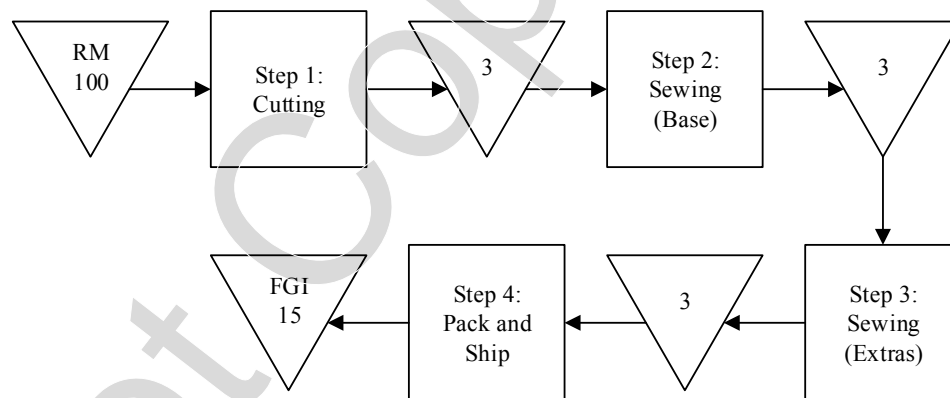 RM
100
Step 1:
Cutting
3
Step 2:
Sewing
(Base)
3
Step 3:
Sewing
(Extras)
3
Step 4:
Pack and
Ship
FGI
15